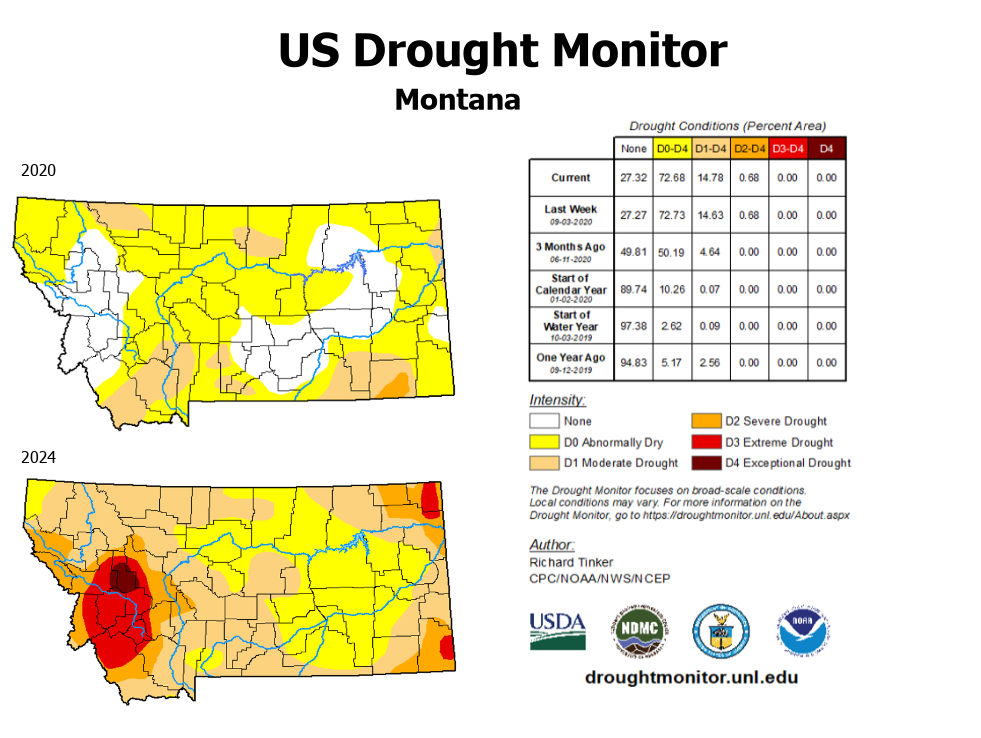 US Drought Monitor
Montana
Drought Conditions (Percent Area)
None D0-D4 D1-D4 D2-D4 D3-D4 D4
Current 27.32 72.68 14.78 0.68 0.00 0.00
Last Week 27.27 72.73 14.63 0.68 0.00 0.00
09-03-2020
3 Months Ago 49.81 50.19 4.64 0.00 0.00 0.00
06-11-2020
Start of
Calendar Year 89.74 10.26 0.07 0.00 0.00 0.00
01-02-2020
Start of
Water Year 97.38 2.62 0.09 0.00 0.00 0.00
10-03-2019
One Year Ago 94.83 5.17 2.56 0.00 0.00 0.00
09-12-2019
2020
2024
Intensity:
None
D0 Abnormally Dry
D1 Moderate Drought
D2 Severe Drought
D3 Extreme Drought
D4 Exceptional Drought
The Drought Monitor focuses on broad-scale conditions.
Local conditions may vary. For more information on the
Drought Monitor, go to https://droughtmonitor.unl.edu/About.aspx
Author:
Richard Tinker
CPC/NOAA/NWS/NCEP
USDA
NDMC
NOAA
droughtmonitor.unl.edu